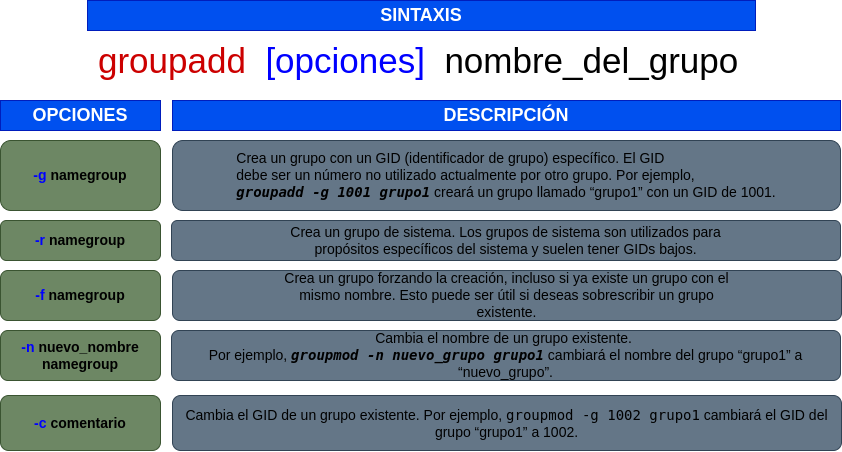 SINTAXIS
groupadd [opciones] nombre_del_grupo
OPCIONES
DESCRIPCIÓN
-g namegroup
Crea un grupo con un GID (identificador de grupo) específico. El GID
debe ser un número no utilizado actualmente por otro grupo. Por ejemplo,
groupadd -g 1001 grupo1 creará un grupo llamado “grupo1” con un GID de 1001.
-r namegroup
Crea un grupo de sistema. Los grupos de sistema son utilizados para
propósitos específicos del sistema y suelen tener GIDs bajos.
-f namegroup
Crea un grupo forzando la creación, incluso si ya existe un grupo con el
mismo nombre. Esto puede ser útil si deseas sobrescribir un grupo
existente.
-n nuevo_nombre
namegroup
Cambia el nombre de un grupo existente.
Por ejemplo, groupmod -n nuevo_grupo grupo1 cambiará el nombre del grupo “grupo1” a
“nuevo_grupo”.
-c comentario
Cambia el GID de un grupo existente. Por ejemplo, groupmod -g 1002 grupo1 cambiará el GID del
grupo “grupo1” a 1002.